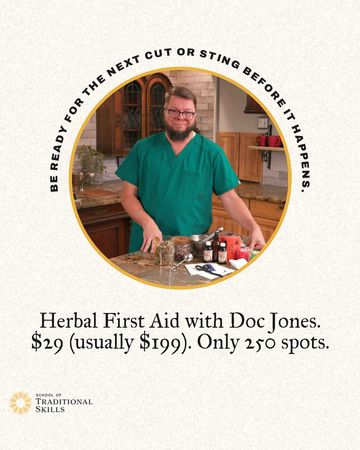 BE READY FOR THE NEXT CUT OR STING BEFORE IT HAPPENS.
Herbal First Aid with Doc Jones.
$29 (usually $199). Only 250 spots.
SCHOOL OF
TRADITIONAL
SKILLS